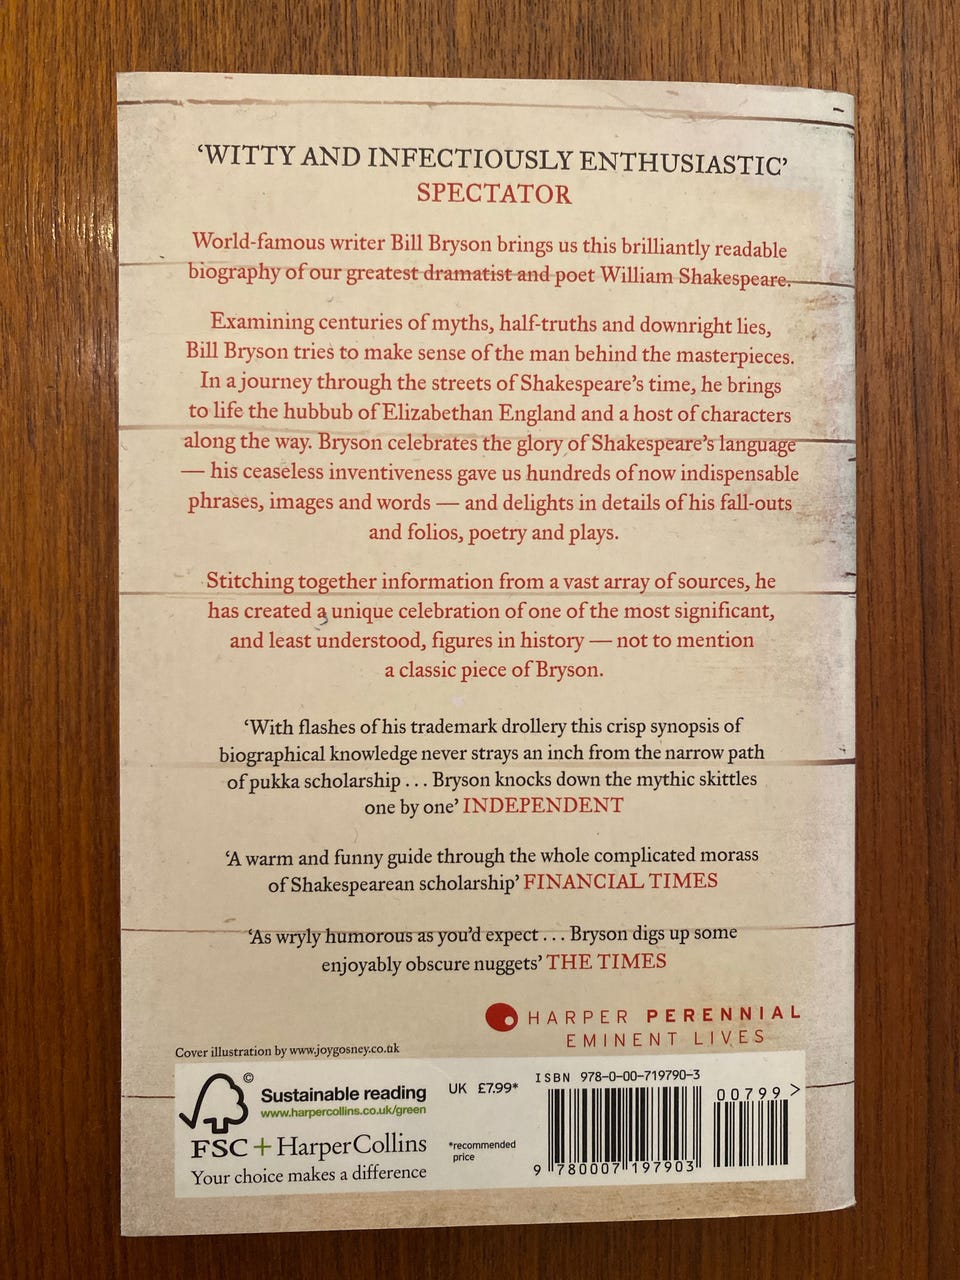 ‘WITTY AND INFECTIOUSLY ENTHUSIASTIC’
SPECTATOR
World-famous writer Bill Bryson brings us this brilliantly readable
biography of our greatest dramatist and poet William Shakespeare.
Examining centuries of myths, half-truths and downright lies,
Bill Bryson tries to make sense of the man behind the masterpieces.
In a journey through the streets of Shakespeare’s time, he brings
to life the hubbub of Elizabethan England and a host of characters
along the way. Bryson celebrates the glory of Shakespeare’s language
— his ceaseless inventiveness gave us hundreds of now indispensable
phrases, images and words — and delights in details of his fall-outs
and folios, poetry and plays.
Stitching together information from a vast array of sources, he
has created a unique celebration of one of the most significant,
and least understood, figures in history — not to mention
a classic piece of Bryson.
‘With flashes of his trademark drollery this crisp synopsis of
biographical knowledge never strays an inch from the narrow path
of pukka scholarship . . . Bryson knocks down the mythic skittles
one by one’ INDEPENDENT
‘A warm and funny guide through the whole complicated morass
of Shakespearean scholarship’ FINANCIAL TIMES
‘As wryly humorous as you’d expect . . . Bryson digs up some
enjoyably obscure nuggets’ THE TIMES
HARPER PERENNIAL
EMINENT LIVES
Cover illustration by www.joygosney.co.uk
©
Sustainable reading
www.harpercollins.co.uk/green
FSC + HarperCollins
Your choice makes a difference
UK £7.99*
*recommended
price
ISBN 978-0-00-719790-3
00799 >
9 780007 197903